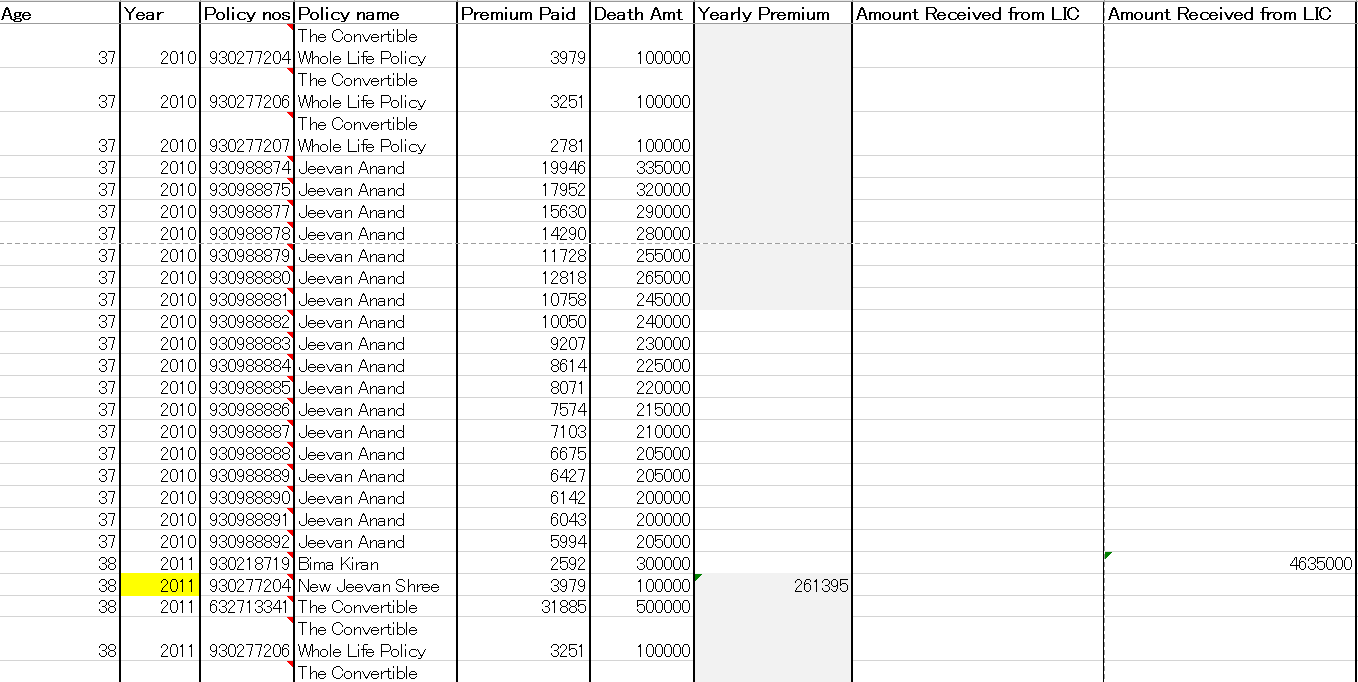 Age Year Policy nos Policy name Premium Paid Death Amt Yearly Premium Amount Received from LIC Amount Received from LIC
The Convertible
37 2010 930277204 Whole Life Policy 3979 100000
The Convertible
37 2010 930277206 Whole Life Policy 3251 100000
The Convertible
37 2010 930277207 Whole Life Policy 2781 100000
37 2010 930988874 Jeevan Anand 19946 335000
37 2010 930988875 Jeevan Anand 17952 320000
37 2010 930988877 Jeevan Anand 15630 290000
37 2010 930988878 Jeevan Anand 14290 280000
37 2010 930988879 Jeevan Anand 11728 255000
37 2010 930988880 Jeevan Anand 12818 265000
37 2010 930988881 Jeevan Anand 10758 245000
37 2010 930988882 Jeevan Anand 10050 240000
37 2010 930988883 Jeevan Anand 9207 230000
37 2010 930988884 Jeevan Anand 8614 225000
37 2010 930988885 Jeevan Anand 8071 220000
37 2010 930988886 Jeevan Anand 7574 215000
37 2010 930988887 Jeevan Anand 7103 210000
37 2010 930988888 Jeevan Anand 6675 205000
37 2010 930988889 Jeevan Anand 6427 205000
37 2010 930988890 Jeevan Anand 6142 200000
37 2010 930988891 Jeevan Anand 6043 200000
37 2010 930988892 Jeevan Anand 5994 205000
38 2011 930218719 Bima Kiran 2592 300000 4635000
38 2011 930277204 New Jeevan Shree 3979 100000 261395
38 2011 632713341 The Convertible 31885 500000
The Convertible
38 2011 930277206 Whole Life Policy 3251 100000
The Convertible